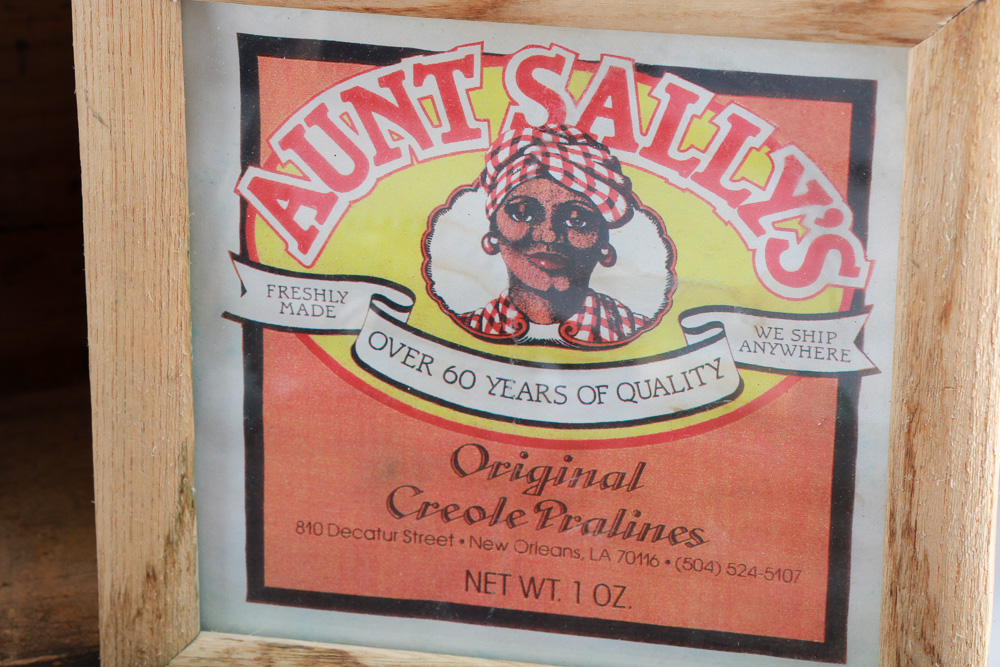 AUNT SALLY'S
FRESHLY
MADE
OVER 60 YEARS OF QUALITY
WE SHIP
ANYWHERE
Original
Creole Pralines
810 Decatur Street • New Orleans, LA 70116 • (504) 524-5107
NET WT. 1 OZ.